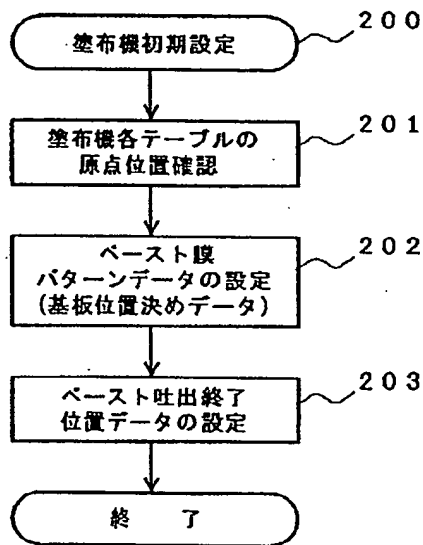 塗布機初期設定
200
塗布機各テーブルの
原点位置確認
201
ペースト膜
パターンデータの設定
(基板位置決めデータ)
202
ペースト吐出終了
位置データの設定
203
終 了